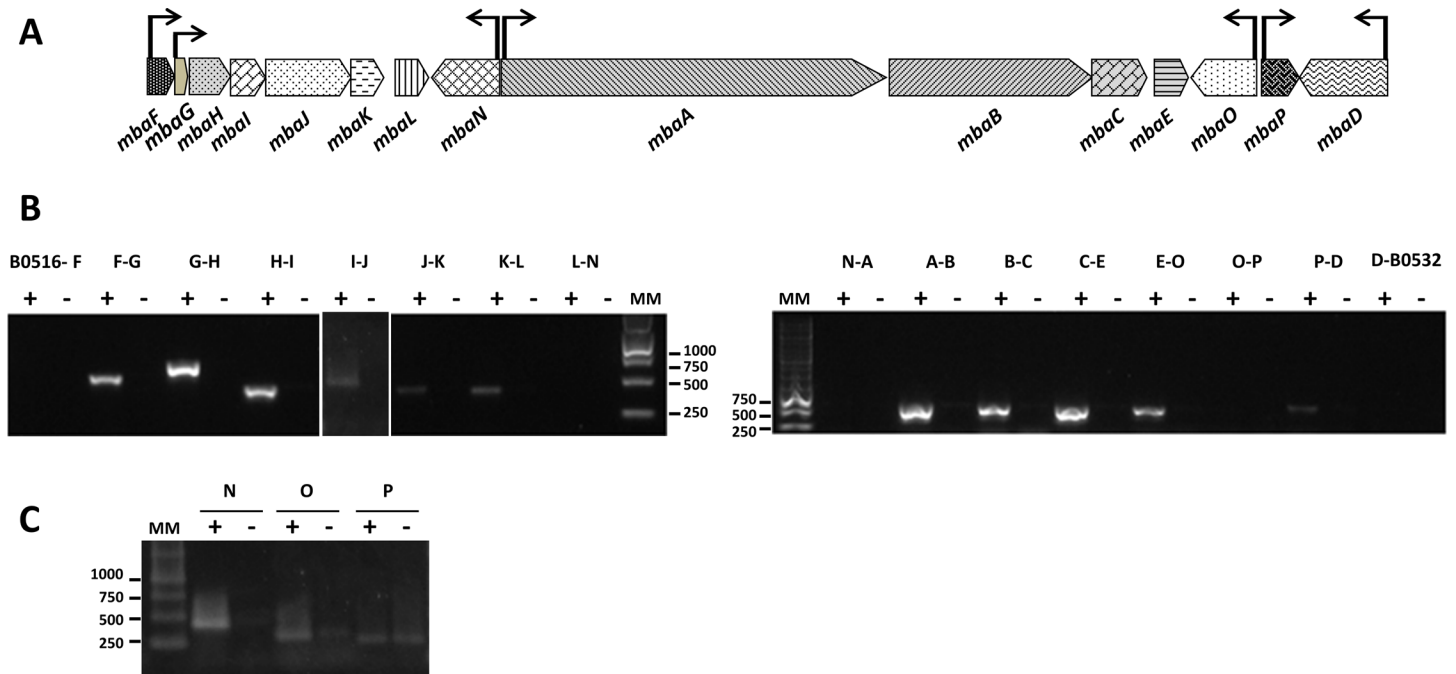 A
mbaF mbaG mbaH mbaI mbaJ mbaK mbaL mbaN mbaA mbaB mbaC mbaE mbaO mbaP mbaD
B
B0516- F F-G G-H H-I I-J J-K K-L L-N
+ - + - + - + - + - + - + - + - MM
1000
750
500
250
N-A A-B B-C C-E E-O O-P P-D D-B0532
MM + - + - + - + - + - + - + - + -
750
500
250
C
N O P
MM + - + - + -
1000
750
500
250